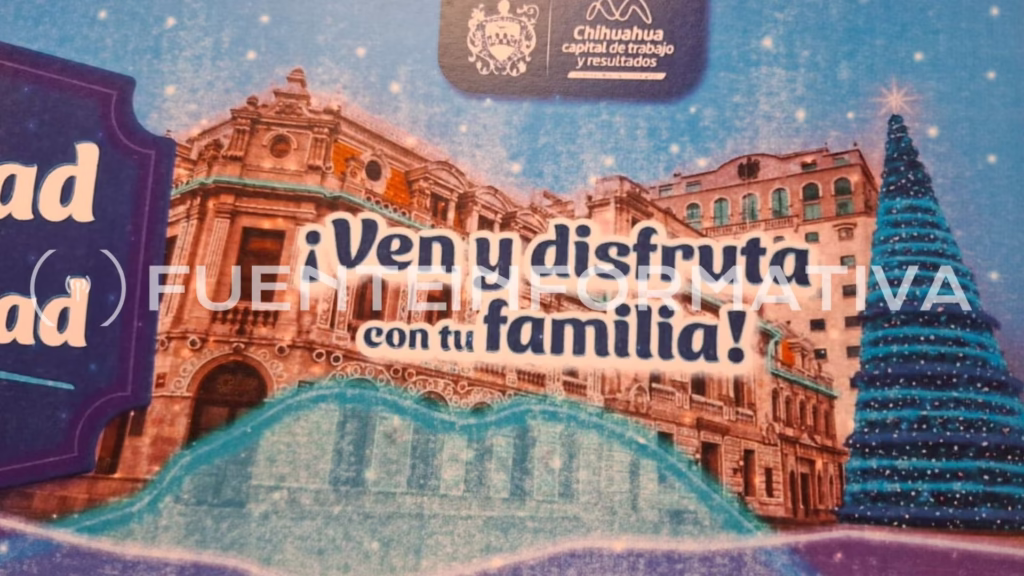 Chihuahua
capital de trabajo
y resultados
ad
ad
¡Ven y disfruta
con tu familia!
( ) FUENTEINFORMATIVA